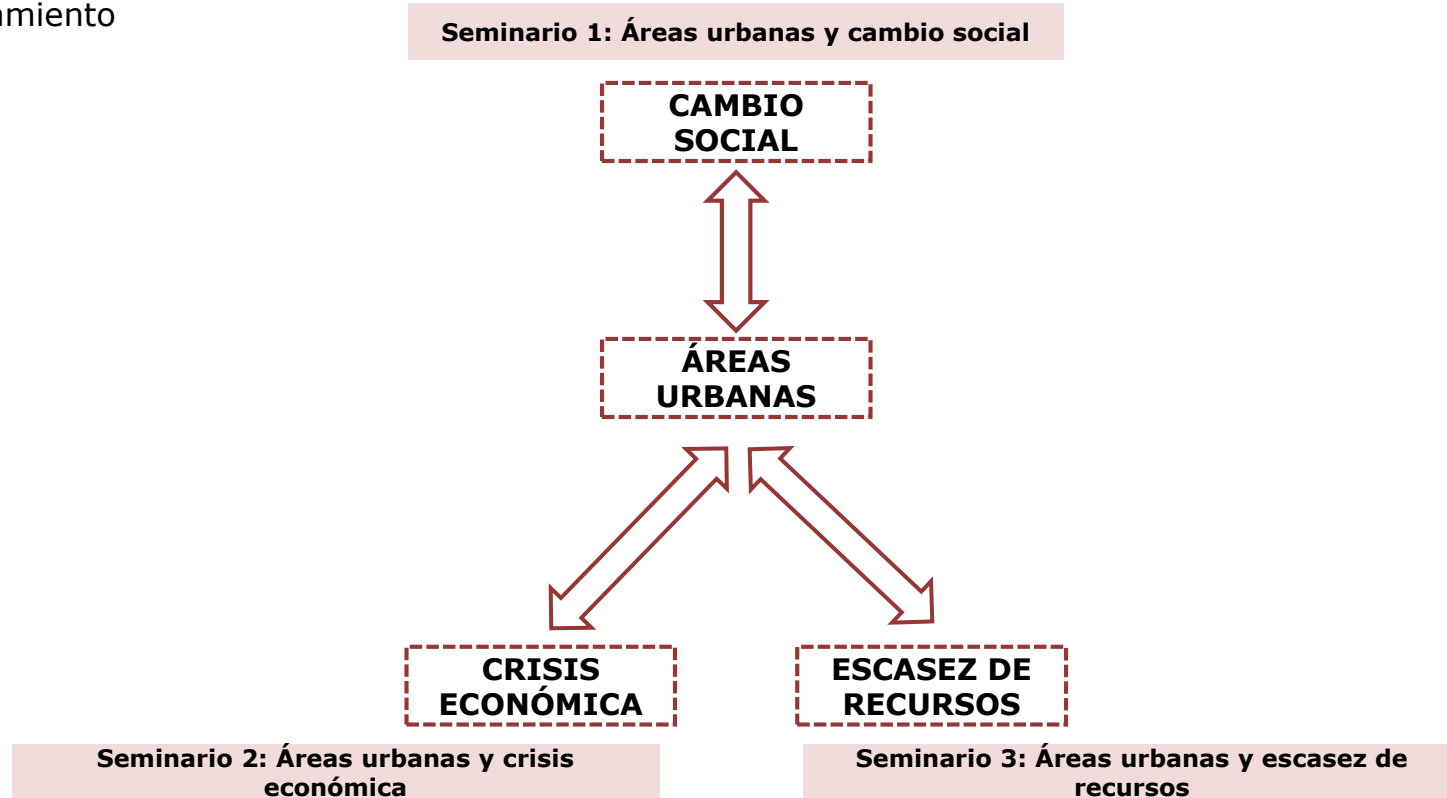 amiento
Seminario 1: Áreas urbanas y cambio social
CAMBIO
SOCIAL
ÁREAS
URBANAS
CRISIS
ECONÓMICA
ESCASEZ DE
RECURSOS
Seminario 2: Áreas urbanas y crisis
económica
Seminario 3: Áreas urbanas y escasez de
recursos